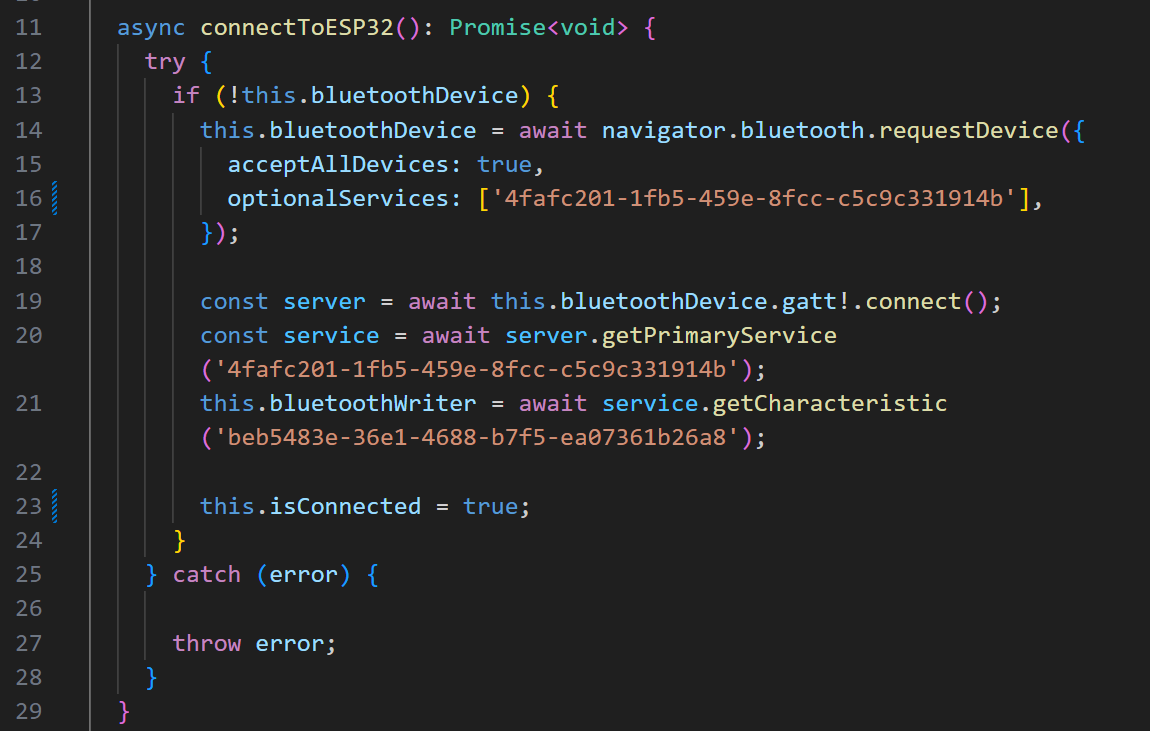 11 async connectToESP32(): Promise<void> {
12 try {
13 if (!this.bluetoothDevice) {
14 this.bluetoothDevice = await navigator.bluetooth.requestDevice({
15 acceptAllDevices: true,
16 optionalServices: ['4fafc201-1fb5-459e-8fcc-c5c9c331914b'],
17 });
18
19 const server = await this.bluetoothDevice.gatt!.connect();
20 const service = await server.getPrimaryService
('4fafc201-1fb5-459e-8fcc-c5c9c331914b');
21 this.bluetoothWriter = await service.getCharacteristic
('beb5483e-36e1-4688-b7f5-ea07361b26a8');
22
23 this.isConnected = true;
24 }
25 } catch (error) {
26
27 throw error;
28 }
29 }